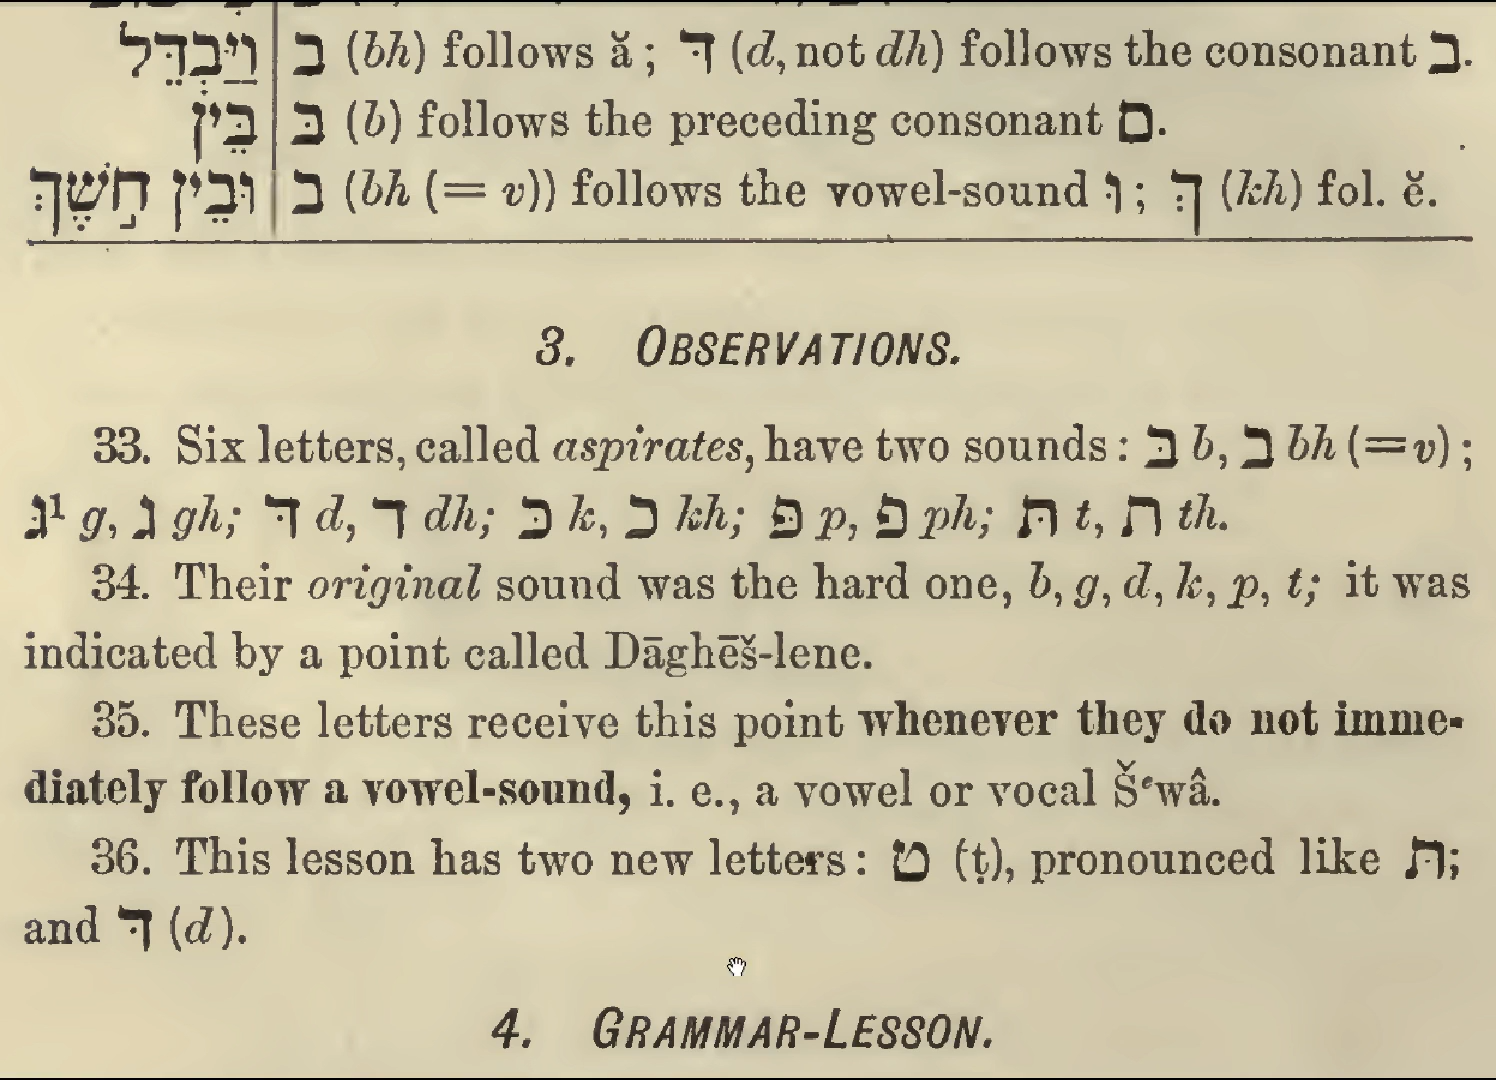 וַיַּבְדֵּל ב (bh) follows ă; דּ (d, not dh) follows the consonant ב.
בֵּין בּ (b) follows the preceding consonant ם.
וּבֵין חֹשֶׁךְ ב (bh (= v)) follows the vowel-sound וּ; ךְ (kh) fol. ĕ.
3. OBSERVATIONS.
33. Six letters, called aspirates, have two sounds: בּ b, ב bh (=v);
גּ¹ g, ג gh; דּ d, ד dh; כּ k, כ kh; פּ p, פ ph; תּ t, ת th.
34. Their original sound was the hard one, b, g, d, k, p, t; it was
indicated by a point called Dāghēš-lene.
35. These letters receive this point whenever they do not imme-
diately follow a vowel-sound, i. e., a vowel or vocal Šᵉwâ.
36. This lesson has two new letters: ט (ṭ), pronounced like תּ;
and דּ (d).
4. GRAMMAR-LESSON.